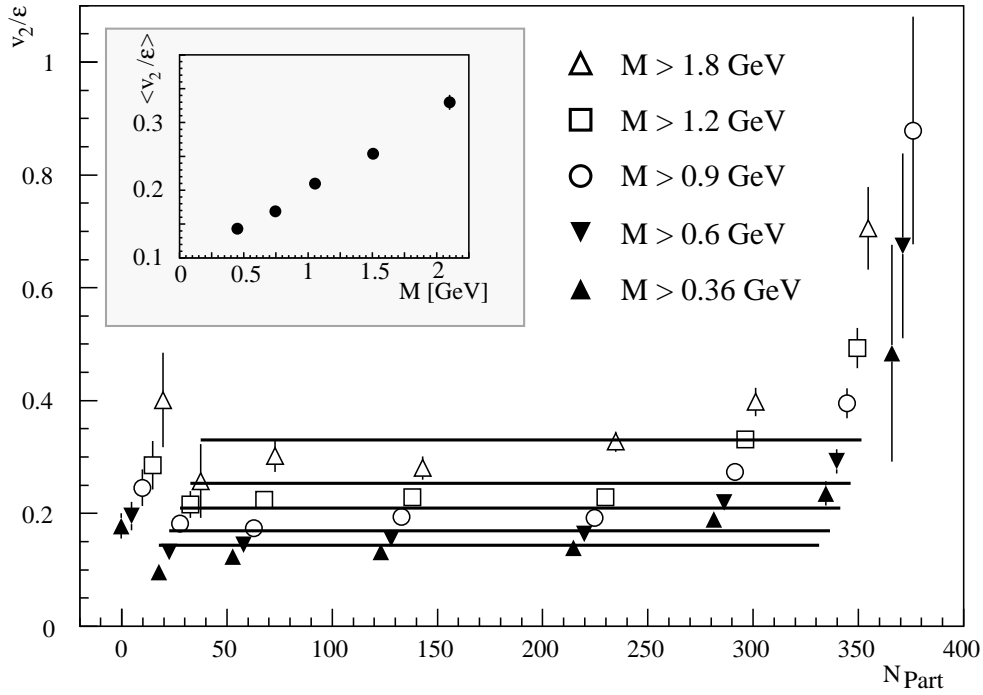 v2/ε
1
0.8
0.6
0.4
0.2
0
<v2/ε>
0.3
0.2
0.1
0 0.5 1 1.5 2
M [GeV]
M > 1.8 GeV
M > 1.2 GeV
M > 0.9 GeV
M > 0.6 GeV
M > 0.36 GeV
0 50 100 150 200 250 300 350 400
NPart